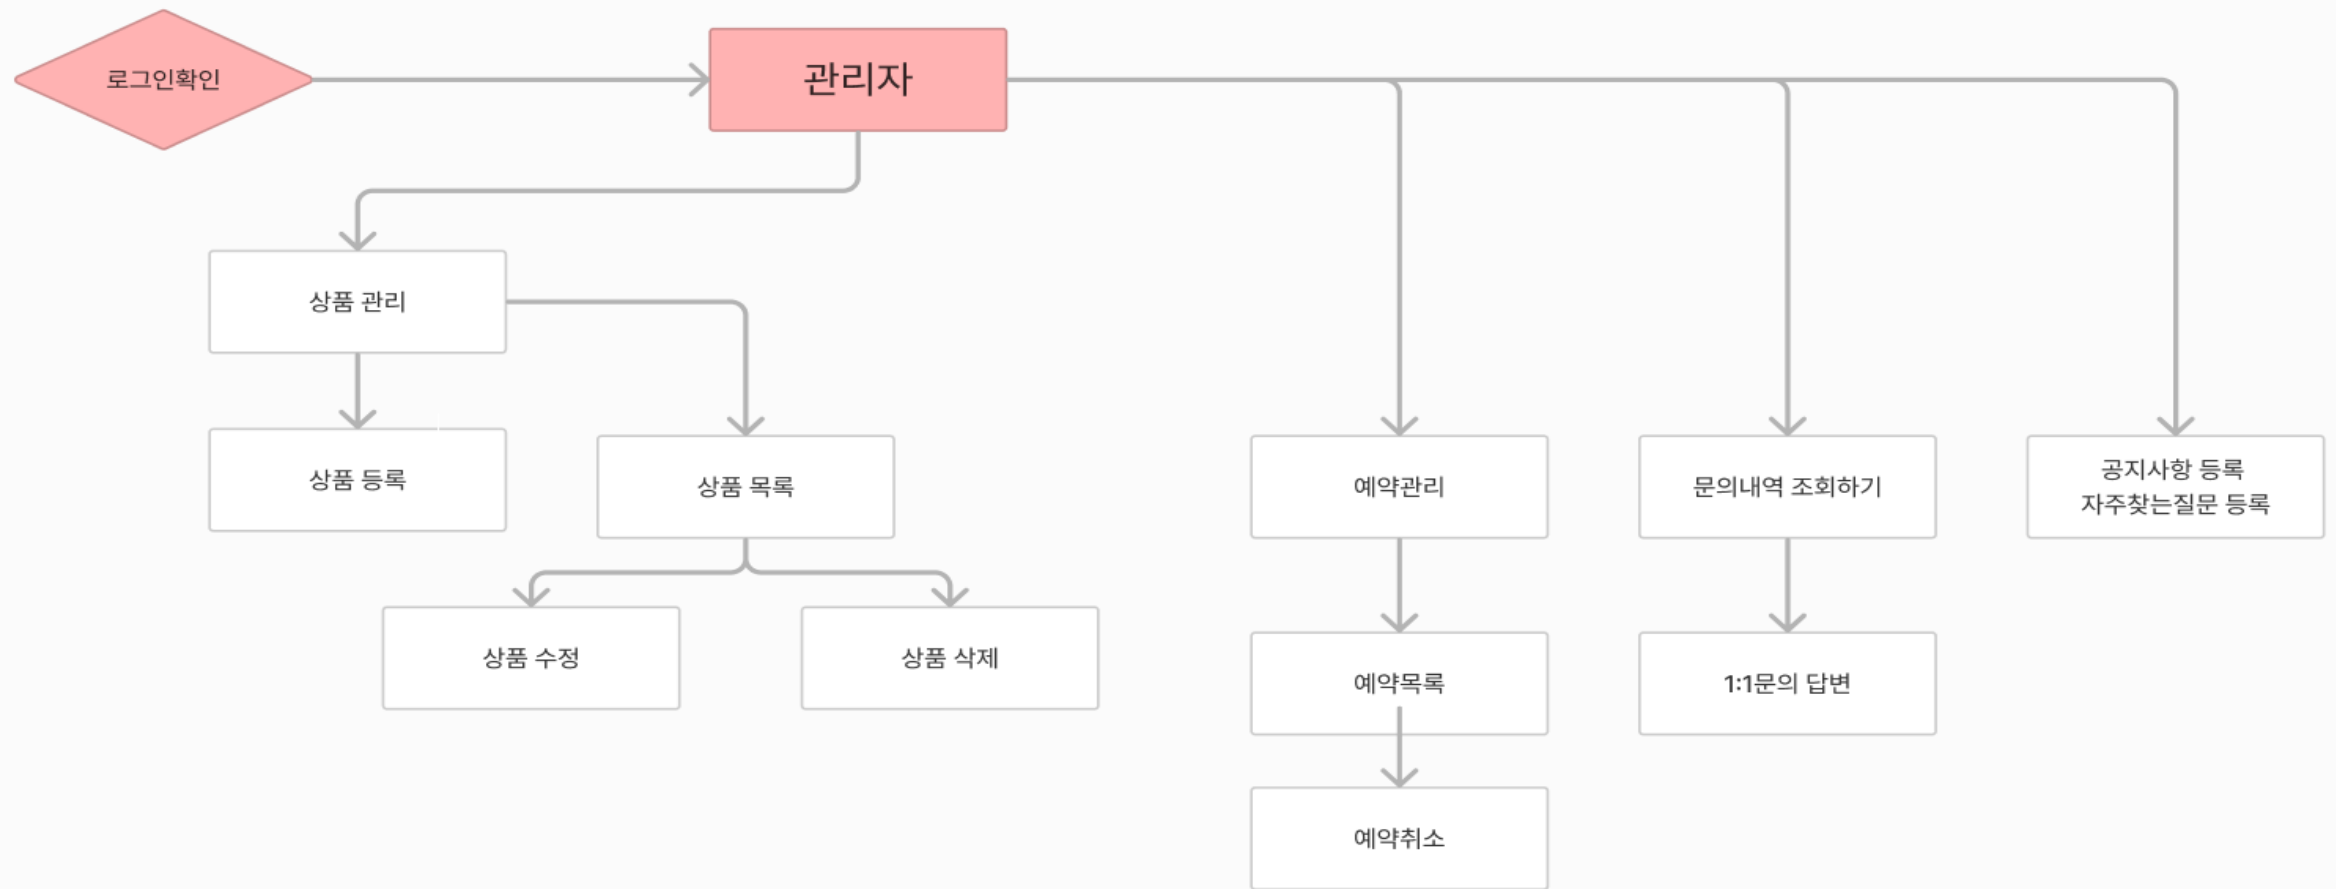 로그인확인
관리자
상품 관리
상품 등록
상품 목록
예약관리
문의내역 조회하기
공지사항 등록
자주찾는질문 등록
상품 수정
상품 삭제
예약목록
1:1문의 답변
예약취소